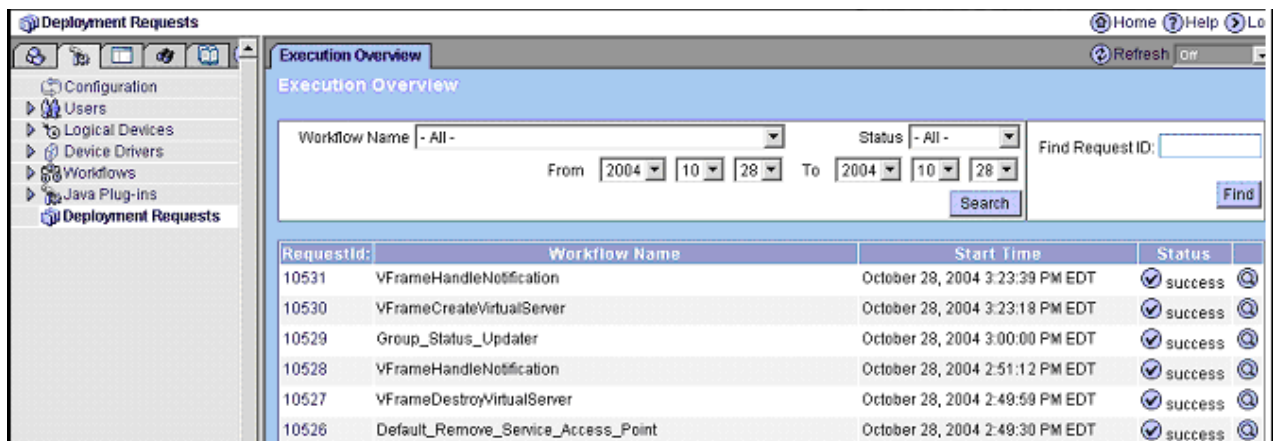 Deployment Requests
Home Help Lo
Execution Overview
Refresh Off
Execution Overview
Configuration
Users
Logical Devices
Device Drivers
Workflows
Java Plug-ins
Deployment Requests
Workflow Name - All - Status - All -
From 2004 10 28 To 2004 10 28
Search
Find Request ID:
Find
RequestId: Workflow Name Start Time Status
10531 VFrameHandleNotification October 28, 2004 3:23:39 PM EDT success
10530 VFrameCreateVirtualServer October 28, 2004 3:23:18 PM EDT success
10529 Group_Status_Updater October 28, 2004 3:00:00 PM EDT success
10528 VFrameHandleNotification October 28, 2004 2:51:12 PM EDT success
10527 VFrameDestroyVirtualServer October 28, 2004 2:49:59 PM EDT success
10526 Default_Remove_Service_Access_Point October 28, 2004 2:49:30 PM EDT success